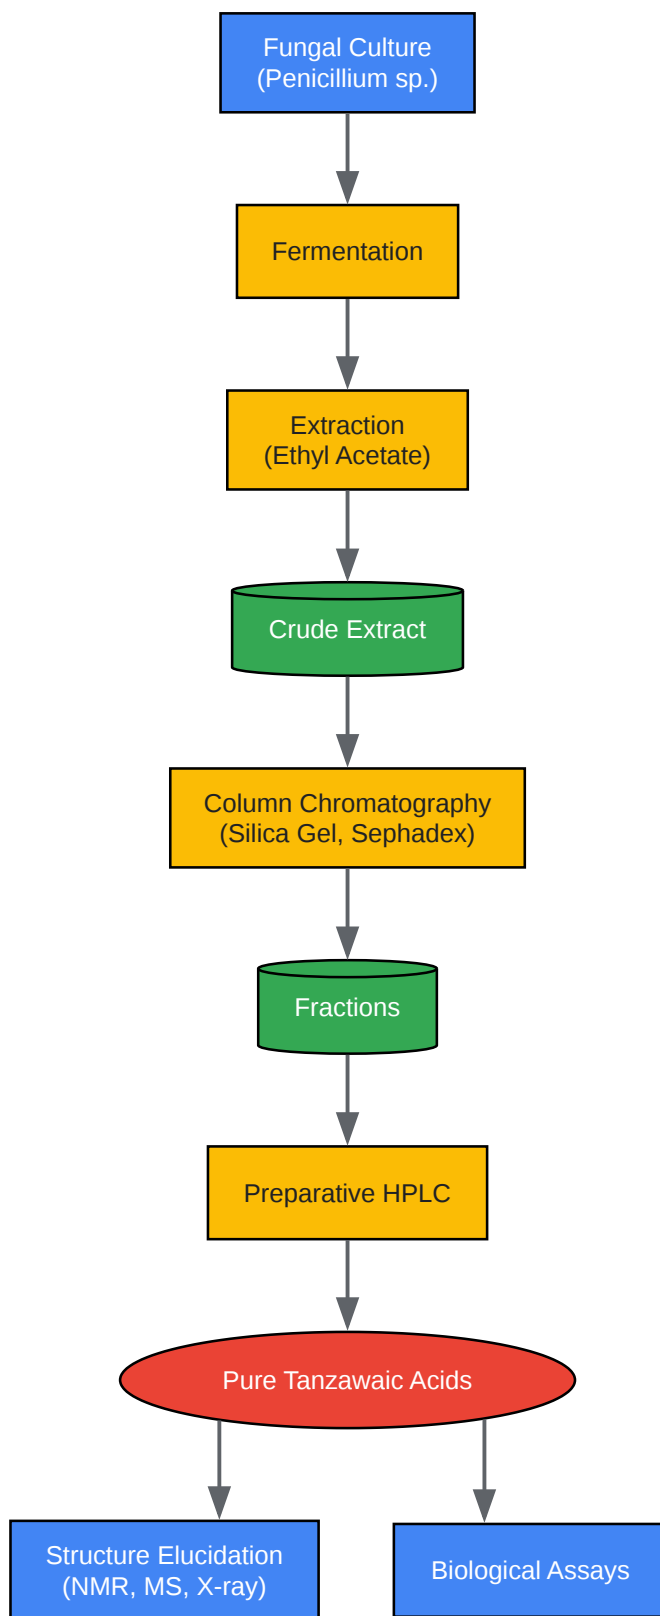 Fungal Culture
(Penicillium sp.)
Fermentation
Extraction
(Ethyl Acetate)
Crude Extract
Column Chromatography
(Silica Gel, Sephadex)
Fractions
Preparative HPLC
Pure Tanzawaic Acids
Structure Elucidation
(NMR, MS, X-ray)
Biological Assays